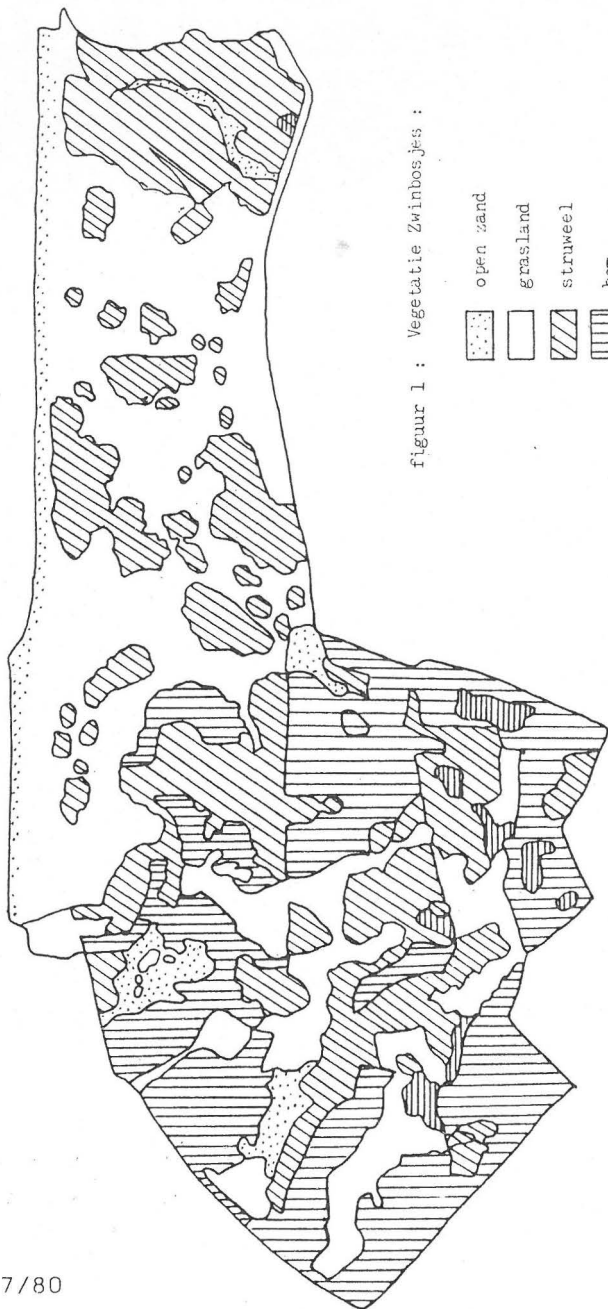 figuur 1 : Vegetatie Zwinbosjes :
open zand
grasland
struweel
7/80